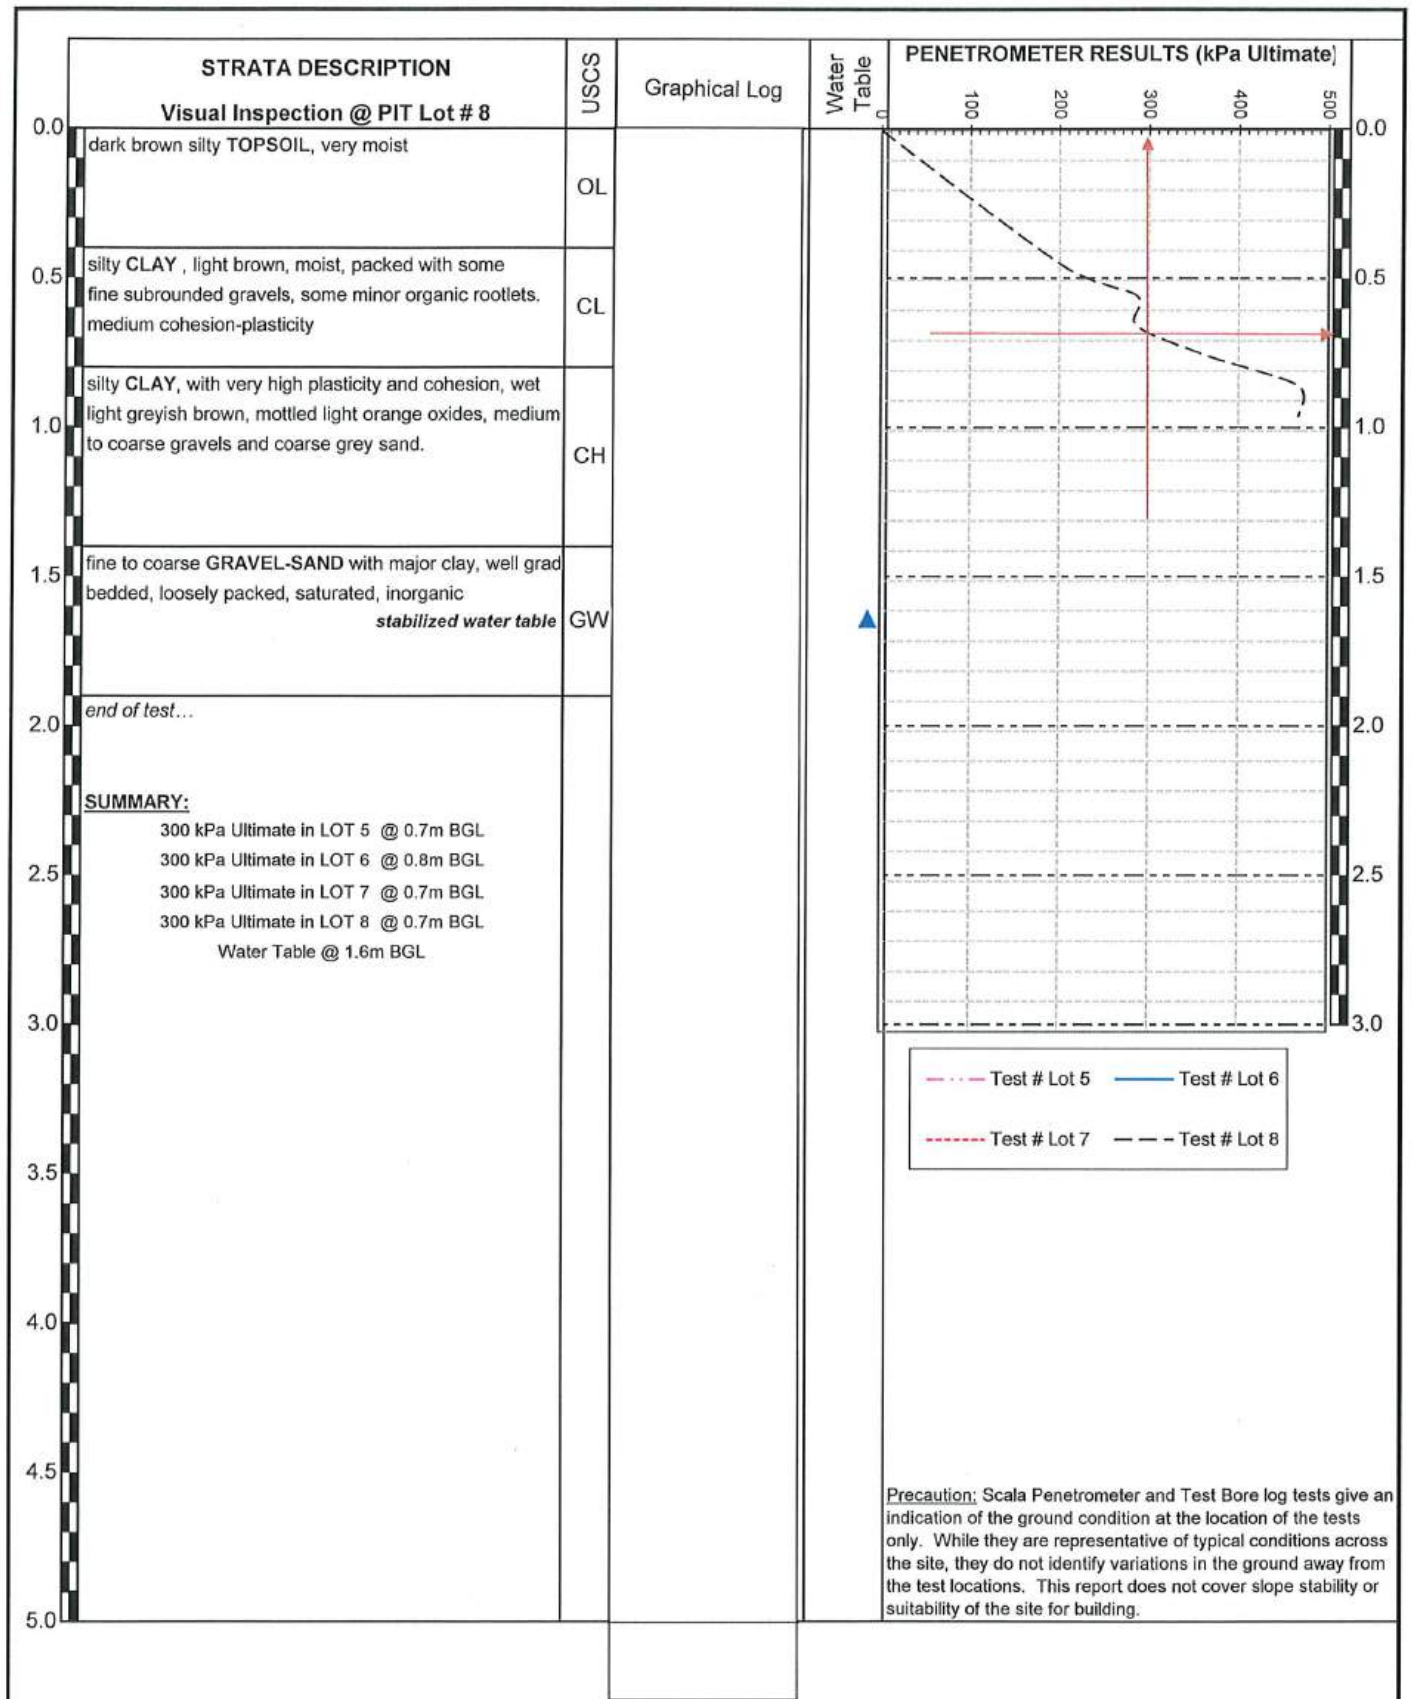 STRATA DESCRIPTION
Visual Inspection @ PIT Lot # 8
USCS
Graphical Log
Water
Table
PENETROMETER RESULTS (kPa Ultimate)
0
100
200
300
400
500
0.0
dark brown silty TOPSOIL, very moist
OL
0.0
0.5
silty CLAY , light brown, moist, packed with some
fine subrounded gravels, some minor organic rootlets.
medium cohesion-plasticity
CL
0.5
silty CLAY, with very high plasticity and cohesion, wet
light greyish brown, mottled light orange oxides, medium
to coarse gravels and coarse grey sand.
1.0
CH
1.0
fine to coarse GRAVEL-SAND with major clay, well grad
bedded, loosely packed, saturated, inorganic
stabilized water table
1.5
GW
1.5
end of test...
2.0
2.0
SUMMARY:
300 kPa Ultimate in LOT 5 @ 0.7m BGL
300 kPa Ultimate in LOT 6 @ 0.8m BGL
300 kPa Ultimate in LOT 7 @ 0.7m BGL
300 kPa Ultimate in LOT 8 @ 0.7m BGL
Water Table @ 1.6m BGL
2.5
2.5
3.0
3.0
Test # Lot 5
Test # Lot 6
Test # Lot 7
Test # Lot 8
3.5
4.0
4.5
5.0
Precaution: Scala Penetrometer and Test Bore log tests give an
indication of the ground condition at the location of the tests
only. While they are representative of typical conditions across
the site, they do not identify variations in the ground away from
the test locations. This report does not cover slope stability or
suitability of the site for building.